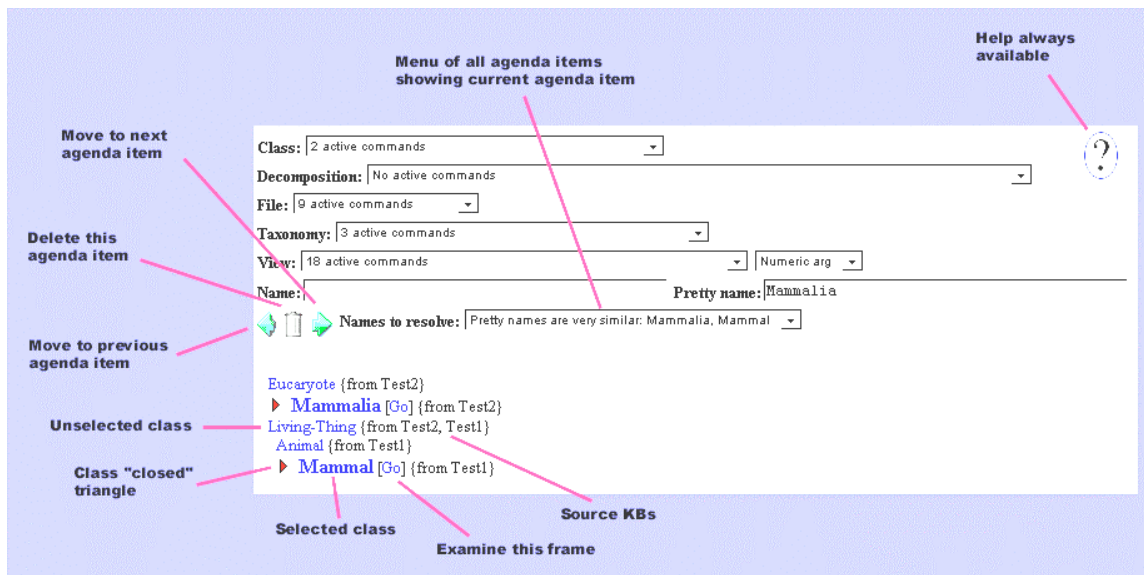 Help always
available
Menu of all agenda items
showing current agenda item
Move to next
agenda item
Class: 2 active commands
?
Decomposition: No active commands
File: 9 active commands
Taxonomy: 3 active commands
Delete this
agenda item
View: 18 active commands Numeric arg
Name: Pretty name: Mammalia
Names to resolve: Pretty names are very similar: Mammalia, Mammal
Move to previous
agenda item
Eucaryote {from Test2}
Mammalia [Go] {from Test2}
Unselected class
Living-Thing {from Test2, Test1}
Animal {from Test1}
Class "closed"
triangle
Mammal [Go] {from Test1}
Source KBs
Selected class
Examine this frame